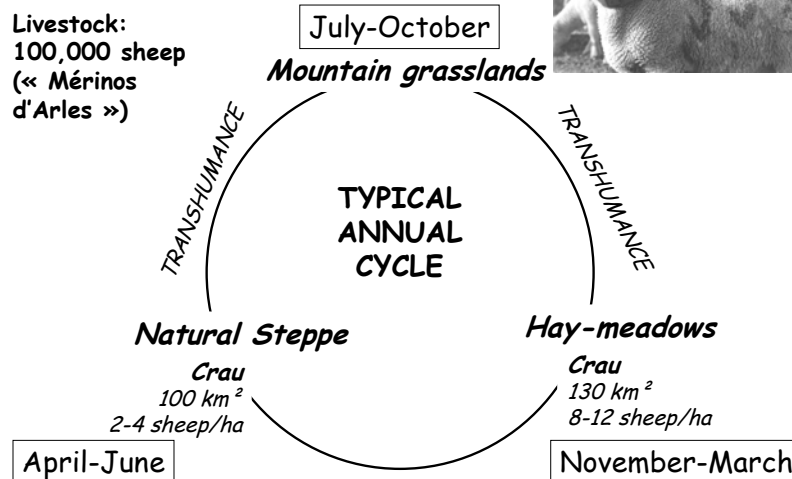 Livestock:
100,000 sheep
(« Mérinos
d'Arles »)
July-October
Mountain grasslands
TRANSHUMANCE
TRANSHUMANCE
TYPICAL
ANNUAL
CYCLE
Natural Steppe
Crau
100 km²
2-4 sheep/ha
April-June
Hay-meadows
Crau
130 km²
8-12 sheep/ha
November-March